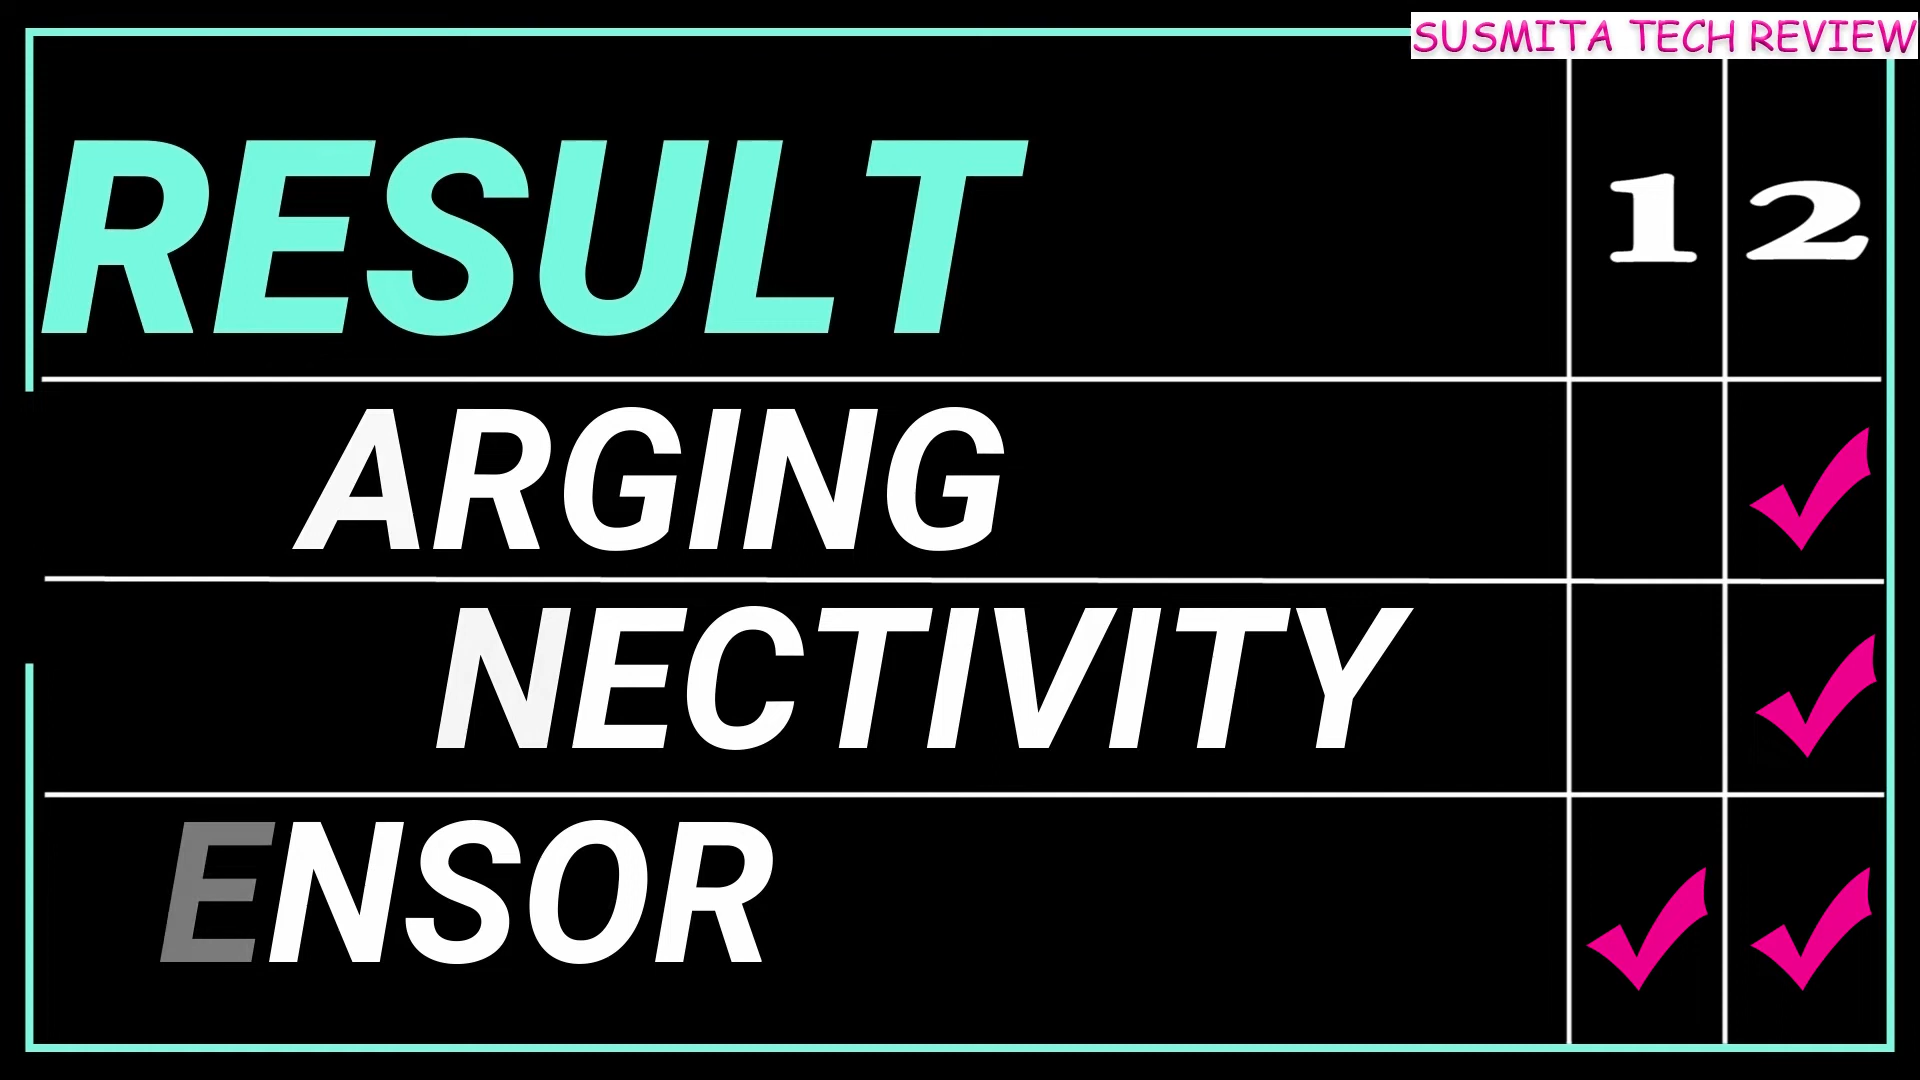 SUSMITA TECH REVIEW
RESULT 1 2
ARGING
NECTIVITY
ENSOR